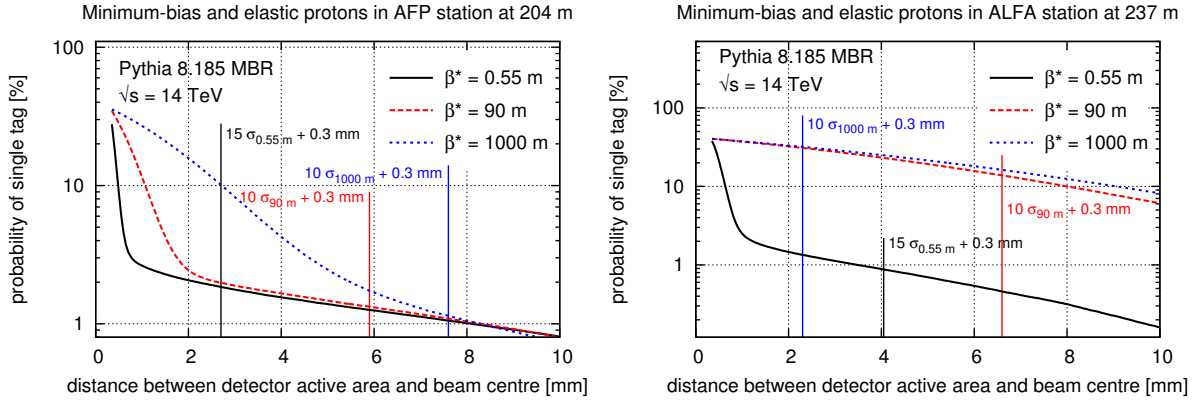 Minimum-bias and elastic protons in AFP station at 204 m
probability of single tag [%]
100
10
1
Pythia 8.185 MBR
√s = 14 TeV
β* = 0.55 m
β* = 90 m
β* = 1000 m
15 σ0.55 m + 0.3 mm
10 σ1000 m + 0.3 mm
10 σ90 m + 0.3 mm
0 2 4 6 8 10
distance between detector active area and beam centre [mm]
Minimum-bias and elastic protons in ALFA station at 237 m
probability of single tag [%]
100
10
1
Pythia 8.185 MBR
√s = 14 TeV
β* = 0.55 m
β* = 90 m
β* = 1000 m
10 σ1000 m + 0.3 mm
10 σ90 m + 0.3 mm
15 σ0.55 m + 0.3 mm
0 2 4 6 8 10
distance between detector active area and beam centre [mm]